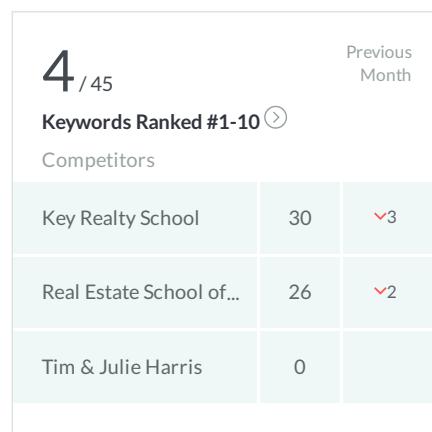 4 / 45
Previous
Month
Keywords Ranked #1-10
Competitors
Key Realty School 30 3
Real Estate School of... 26 2
Tim & Julie Harris 0